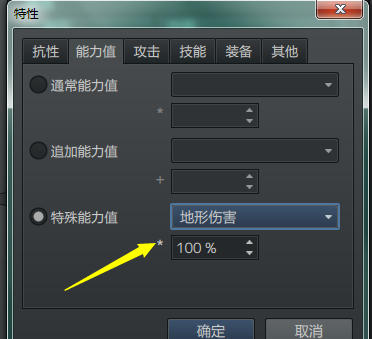 特性
抗性 能力值 攻击 技能 装备 其他
通常能力值
*
追加能力值
+
特殊能力值 地形伤害
* 100 %
确定 取消